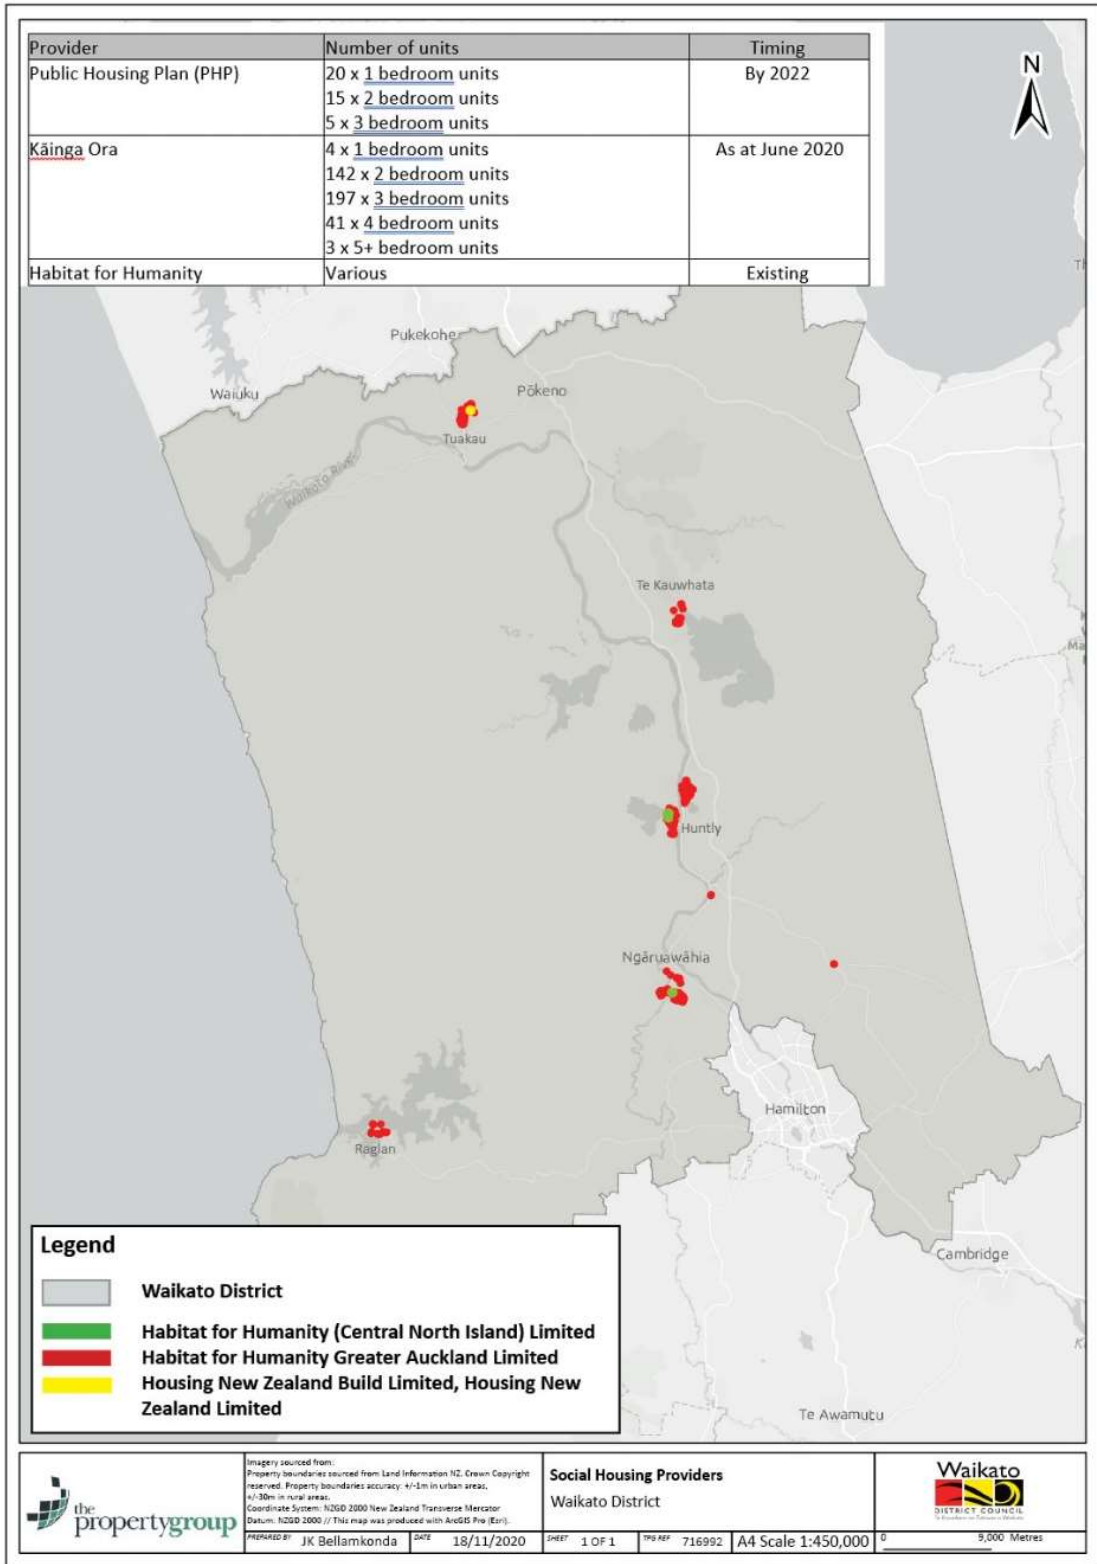 Provider Number of units Timing
Public Housing Plan (PHP) 20 x 1 bedroom units By 2022
15 x 2 bedroom units
5 x 3 bedroom units
Kāinga Ora 4 x 1 bedroom units As at June 2020
142 x 2 bedroom units
197 x 3 bedroom units
41 x 4 bedroom units
3 x 5+ bedroom units
Habitat for Humanity Various Existing
N
Pukekohe
Waiuku
Pōkeno
Tuakau
Waikato River
Te Kauwhata
Huntly
Ngāruawāhia
Hamilton
Raglan
Cambridge
Te Awamutu
Legend
Waikato District
Habitat for Humanity (Central North Island) Limited
Habitat for Humanity Greater Auckland Limited
Housing New Zealand Build Limited, Housing New
Zealand Limited
the
propertygroup
Imagery sourced from:
Property boundaries sourced from Land Information NZ. Crown Copyright
reserved. Property boundaries accuracy: +/-1m in urban areas,
+/-30m in rural areas.
Coordinate System: NZGD 2000 New Zealand Transverse Mercator
Datum: NZGD 2000 // This map was produced with ArcGIS Pro (Esri).
PREPARED BY JK Bellamkonda DATE 18/11/2020
Social Housing Providers
Waikato District
SHEET 1 OF 1 TPG REF 716992 A4 Scale 1:450,000
Waikato
DISTRICT COUNCIL
0 9,000 Metres